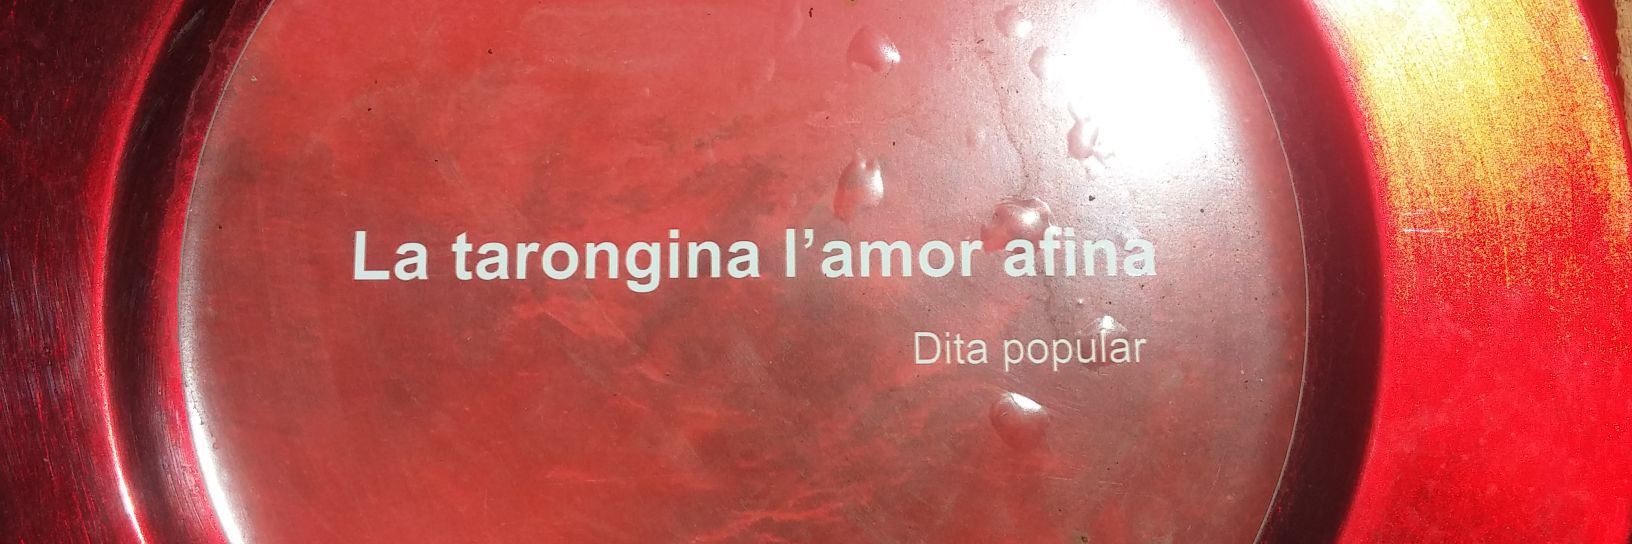 La tarongina l’amor afina
Dita popular